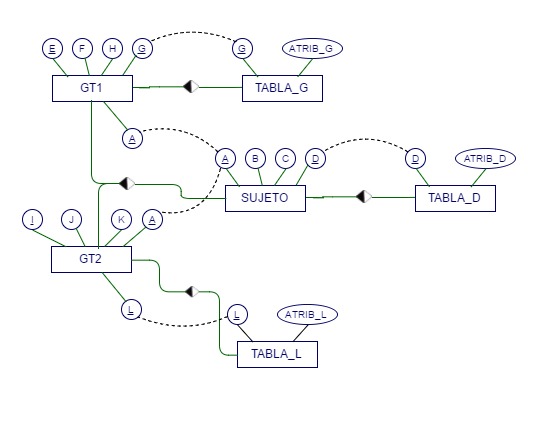 E F H G G ATRIB_G
GT1 TABLA_G
A
A B C D D ATRIB_D
SUJETO TABLA_D
I J K A
GT2
L L ATRIB_L
TABLA_L